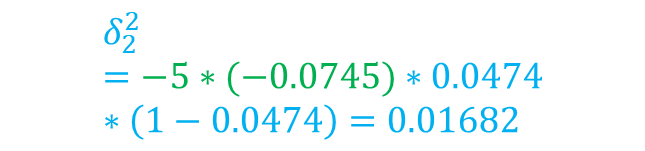 δ₂²
= −5 ∗ (−0.0745) ∗ 0.0474
∗ (1 − 0.0474) = 0.01682